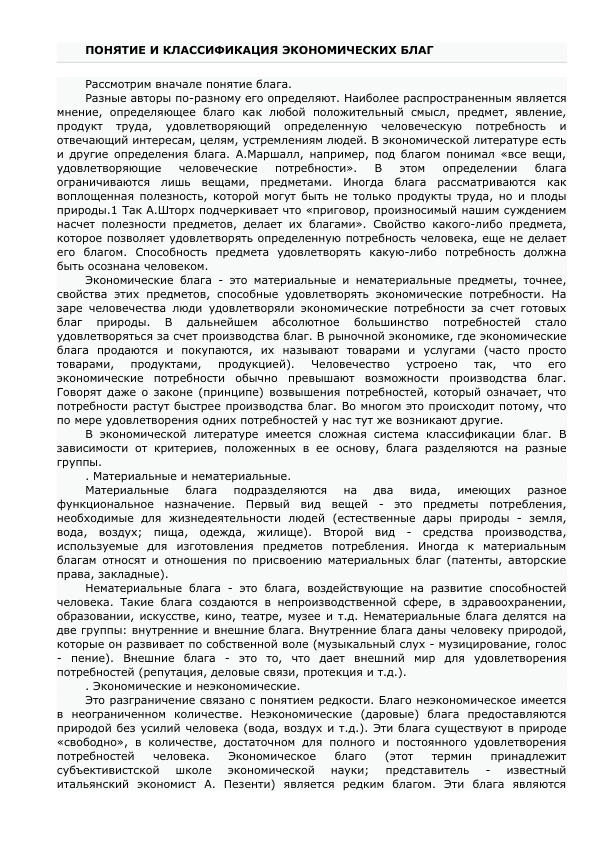 ПОНЯТИЕ И КЛАССИФИКАЦИЯ ЭКОНОМИЧЕСКИХ БЛАГ
Рассмотрим вначале понятие блага.
Разные авторы по-разному его определяют. Наиболее распространенным является
мнение, определяющее благо как любой положительный смысл, предмет, явление,
продукт труда, удовлетворяющий определенную человеческую потребность и
отвечающий интересам, целям, устремлениям людей. В экономической литературе есть
и другие определения блага. А.Маршалл, например, под благом понимал «все вещи,
удовлетворяющие человеческие потребности». В этом определении блага
ограничиваются лишь вещами, предметами. Иногда блага рассматриваются как
воплощенная полезность, которой могут быть не только продукты труда, но и плоды
природы.1 Так А.Шторх подчеркивает что «приговор, произносимый нашим суждением
насчет полезности предметов, делает их благами». Свойство какого-либо предмета,
которое позволяет удовлетворять определенную потребность человека, еще не делает
его благом. Способность предмета удовлетворять какую-либо потребность должна
быть осознана человеком.
Экономические блага - это материальные и нематериальные предметы, точнее,
свойства этих предметов, способные удовлетворять экономические потребности. На
заре человечества люди удовлетворяли экономические потребности за счет готовых
благ природы. В дальнейшем абсолютное большинство потребностей стало
удовлетворяться за счет производства благ. В рыночной экономике, где экономические
блага продаются и покупаются, их называют товарами и услугами (часто просто
товарами, продуктами, продукцией). Человечество устроено так, что его
экономические потребности обычно превышают возможности производства благ.
Говорят даже о законе (принципе) возвышения потребностей, который означает, что
потребности растут быстрее производства благ. Во многом это происходит потому, что
по мере удовлетворения одних потребностей у нас тут же возникают другие.
В экономической литературе имеется сложная система классификации благ. В
зависимости от критериев, положенных в ее основу, блага разделяются на разные
группы.
. Материальные и нематериальные.
Материальные блага подразделяются на два вида, имеющих разное
функциональное назначение. Первый вид вещей - это предметы потребления,
необходимые для жизнедеятельности людей (естественные дары природы - земля,
вода, воздух; пища, одежда, жилище). Второй вид - средства производства,
используемые для изготовления предметов потребления. Иногда к материальным
благам относят и отношения по присвоению материальных благ (патенты, авторские
права, закладные).
Нематериальные блага - это блага, воздействующие на развитие способностей
человека. Такие блага создаются в непроизводственной сфере, в здравоохранении,
образовании, искусстве, кино, театре, музее и т.д. Нематериальные блага делятся на
две группы: внутренние и внешние блага. Внутренние блага даны человеку природой,
которые он развивает по собственной воле (музыкальный слух - музицирование, голос
- пение). Внешние блага - это то, что дает внешний мир для удовлетворения
потребностей (репутация, деловые связи, протекция и т.д.).
. Экономические и неэкономические.
Это разграничение связано с понятием редкости. Благо неэкономическое имеется
в неограниченном количестве. Неэкономические (даровые) блага предоставляются
природой без усилий человека (вода, воздух и т.д.). Эти блага существуют в природе
«свободно», в количестве, достаточном для полного и постоянного удовлетворения
потребностей человека. Экономическое благо (этот термин принадлежит
субъективистской школе экономической науки; представитель - известный
итальянский экономист А. Пезенти) является редким благом. Эти блага являются